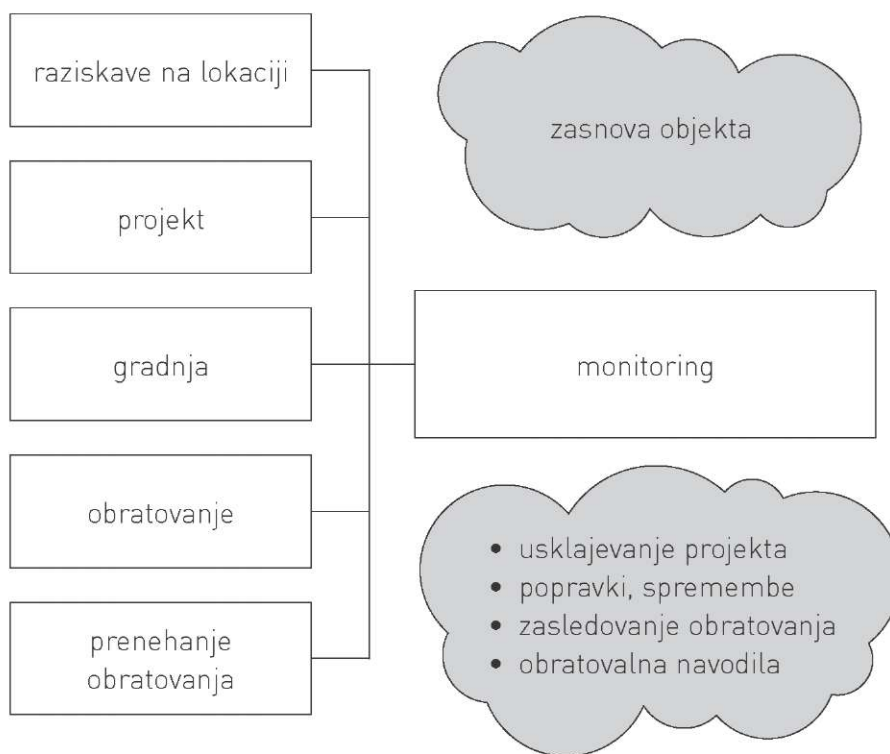 raziskave na lokaciji
projekt
gradnja
obratovanje
prenehanje
obratovanja
zasnova objekta
monitoring
• usklajevanje projekta
• popravki, spremembe
• zasledovanje obratovanja
• obratovalna navodila